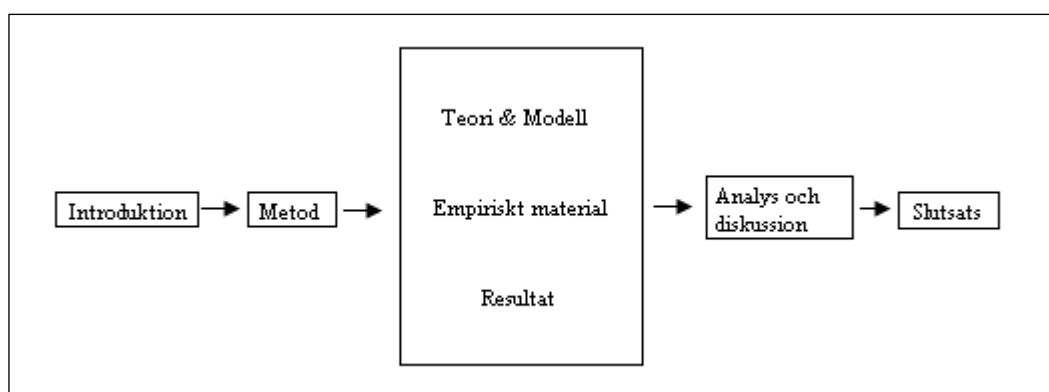 Introduktion
Metod
Teori & Modell
Empiriskt material
Resultat
Analys och
diskussion
Slutsats